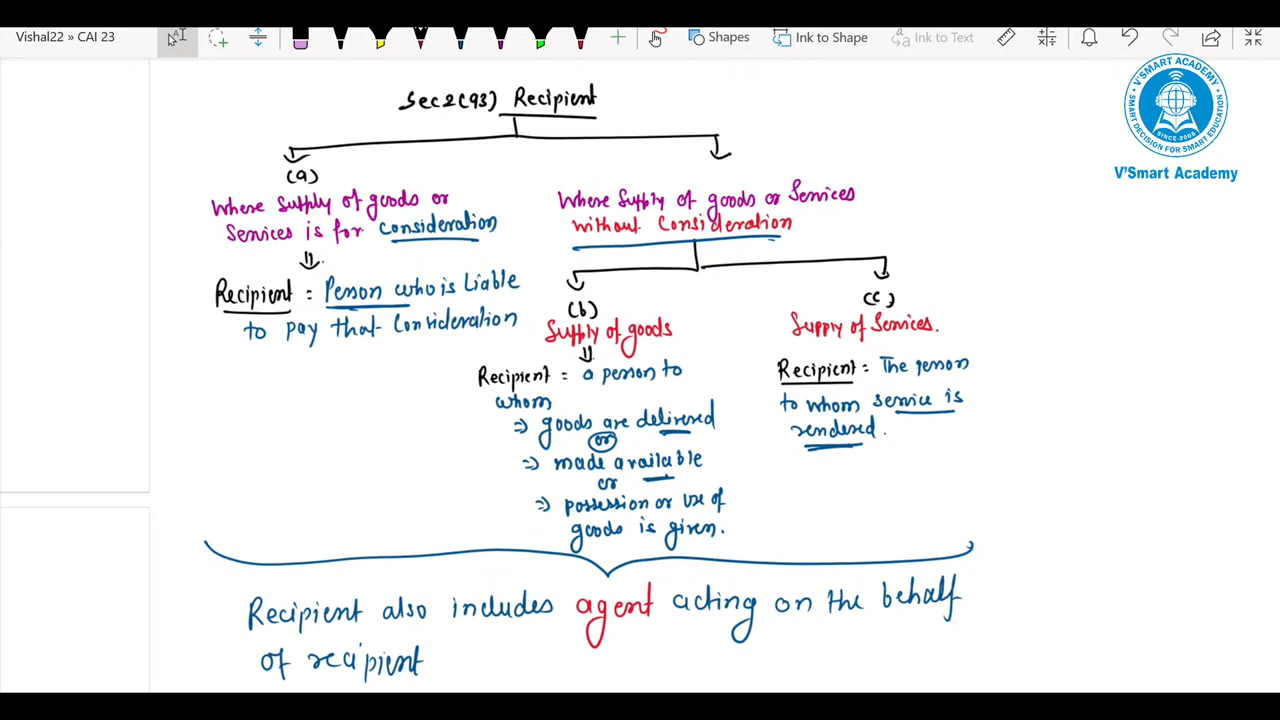 Vishal22 » CAI 23
Shapes
Ink to Shape
Ink to Text
V'SMART ACADEMY
SINCE-2006
SMART DECISION FOR SMART EDUCATION
V'Smart Academy
Sec 2(93) Recipient
(a)
Where Supply of goods or
Services is for consideration
Recipient = Person who is Liable
to pay that Consideration
Where Supply of goods or Services
without Consideration
(b)
Supply of goods
Recipient = a person to
whom
⇒ goods are delivered
or
⇒ made available
or
⇒ possession or use of
goods is given.
(c)
Supply of Services.
Recipient = The person
to whom service is
rendered.
Recipient also includes agent acting on the behalf
of recipient